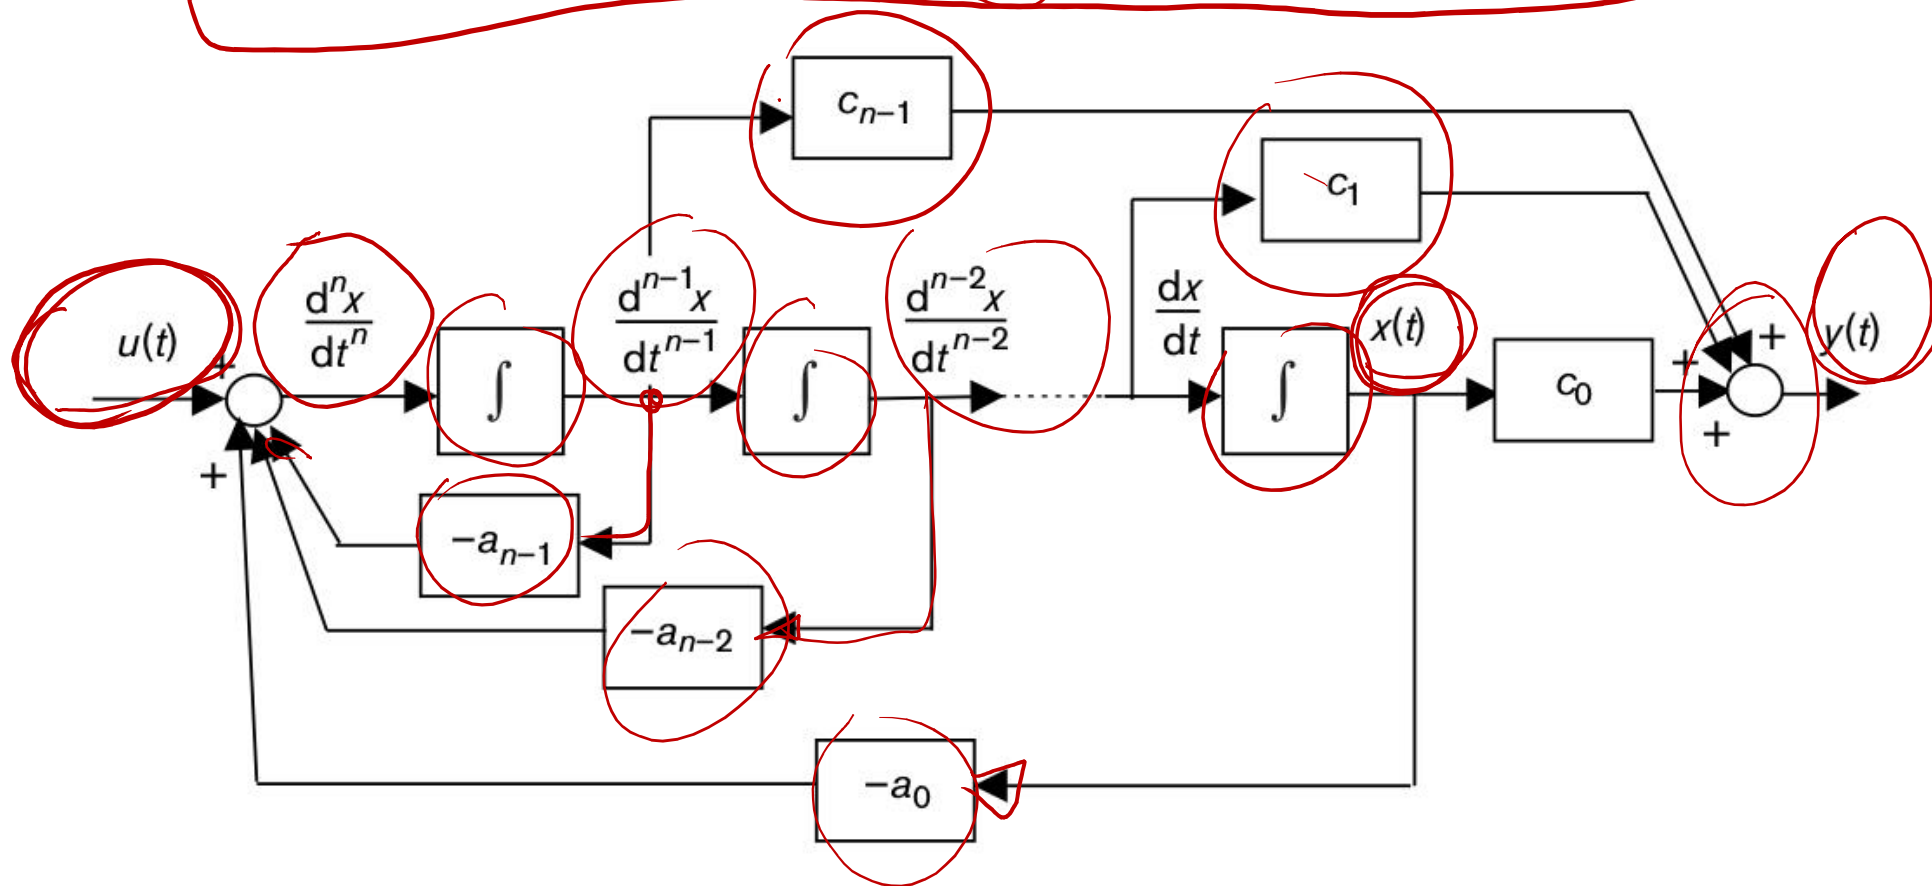 c_{n−1}
c_1
u(t)
+
d^n x
dt^n
∫
d^{n−1}x
dt^{n−1}
∫
d^{n−2}x
dt^{n−2}
dx
dt
∫
x(t)
c_0
+
+
+
y(t)
+
−a_{n−1}
−a_{n−2}
−a_0